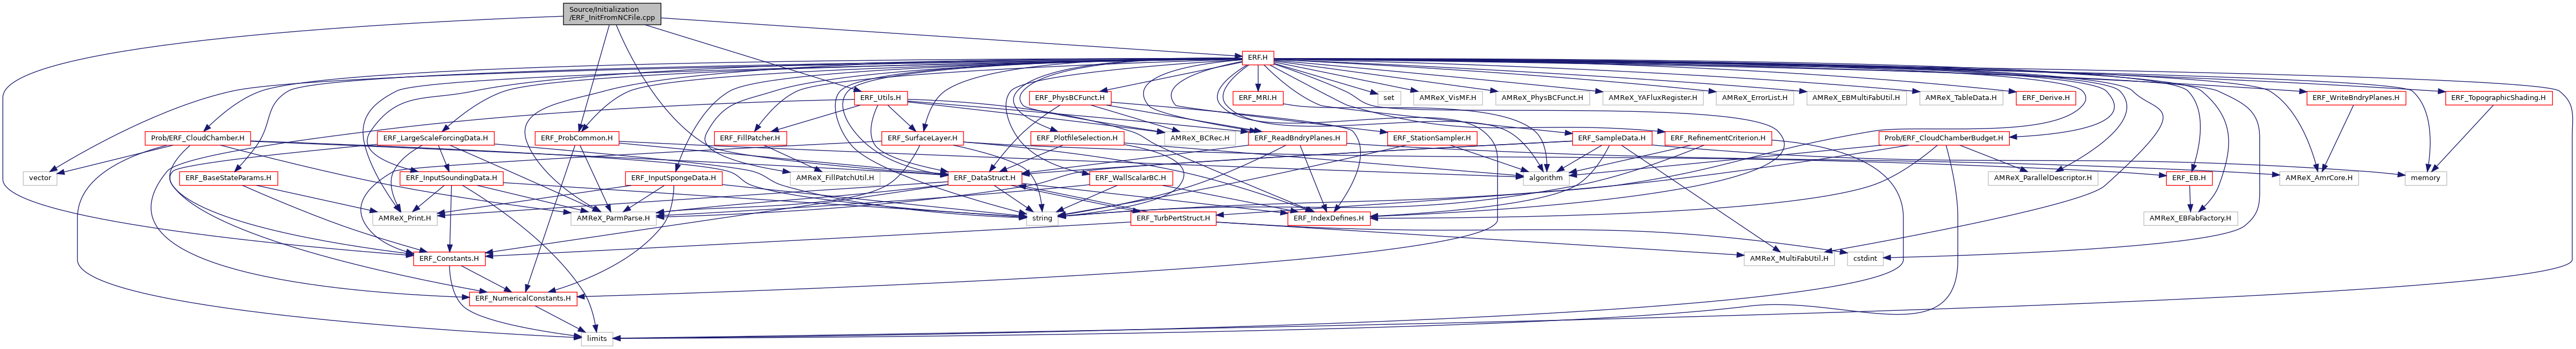 Source/Initialization
/ERF_InitFromNCFile.cpp
ERF.H
ERF_Utils.H
ERF_PhysBCFunct.H
ERF_MRI.H
set
AMReX_VisMF.H
AMReX_PhysBCFunct.H
AMReX_YAFluxRegister.H
AMReX_ErrorList.H
AMReX_EBMultiFabUtil.H
AMReX_TableData.H
ERF_Derive.H
ERF_WriteBndryPlanes.H
ERF_TopographicShading.H
Prob/ERF_CloudChamber.H
ERF_LargeScaleForcingData.H
ERF_ProbCommon.H
ERF_FillPatcher.H
ERF_SurfaceLayer.H
ERF_PlotfileSelection.H
AMReX_BCRec.H
ERF_ReadBndryPlanes.H
ERF_StationSampler.H
ERF_SampleData.H
ERF_RefinementCriterion.H
Prob/ERF_CloudChamberBudget.H
vector
ERF_BaseStateParams.H
ERF_InputSoundingData.H
ERF_InputSpongeData.H
AMReX_FillPatchUtil.H
ERF_DataStruct.H
ERF_WallScalarBC.H
algorithm
AMReX_ParallelDescriptor.H
ERF_EB.H
AMReX_AmrCore.H
memory
AMReX_Print.H
AMReX_ParmParse.H
string
ERF_TurbPertStruct.H
ERF_IndexDefines.H
AMReX_EBFabFactory.H
ERF_Constants.H
AMReX_MultiFabUtil.H
cstdint
ERF_NumericalConstants.H
limits